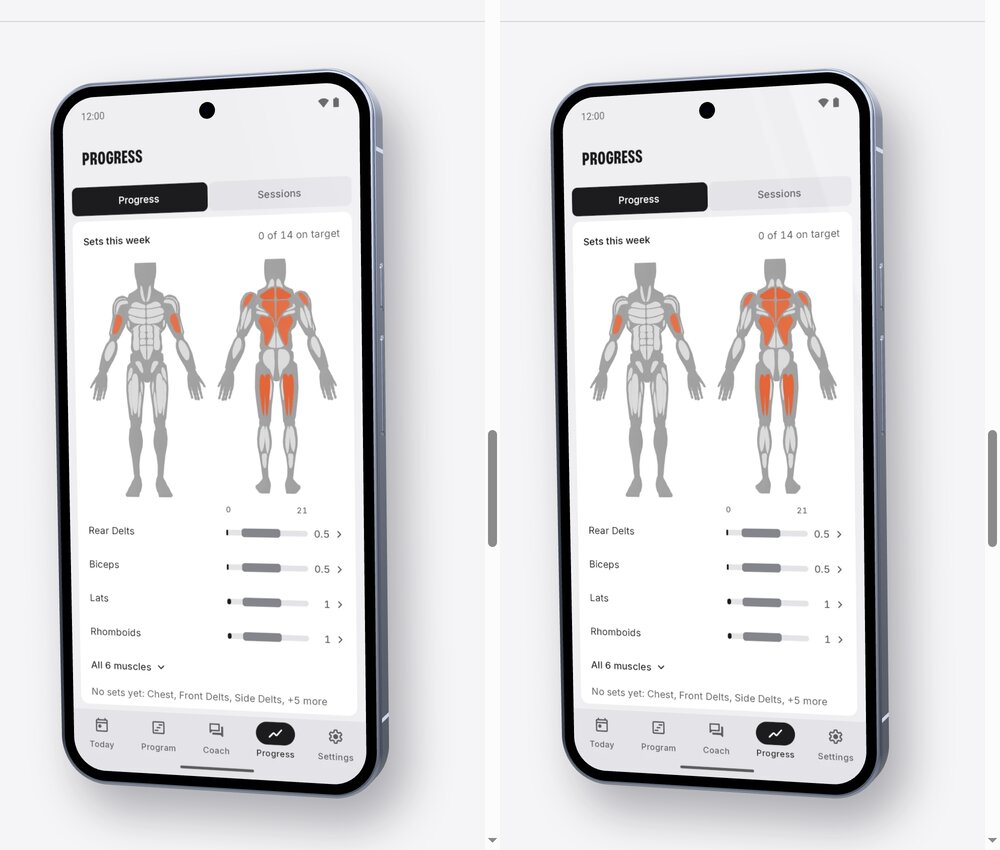 12:00
PROGRESS
Progress Sessions
Sets this week 0 of 14 on target
0 21
Rear Delts 0.5
Biceps 0.5
Lats 1
Rhomboids 1
All 6 muscles
No sets yet: Chest, Front Delts, Side Delts, +5 more
Today Program Coach Progress Settings
12:00
PROGRESS
Progress Sessions
Sets this week 0 of 14 on target
0 21
Rear Delts 0.5
Biceps 0.5
Lats 1
Rhomboids 1
All 6 muscles
No sets yet: Chest, Front Delts, Side Delts, +5 more
Today Program Coach Progress Settings